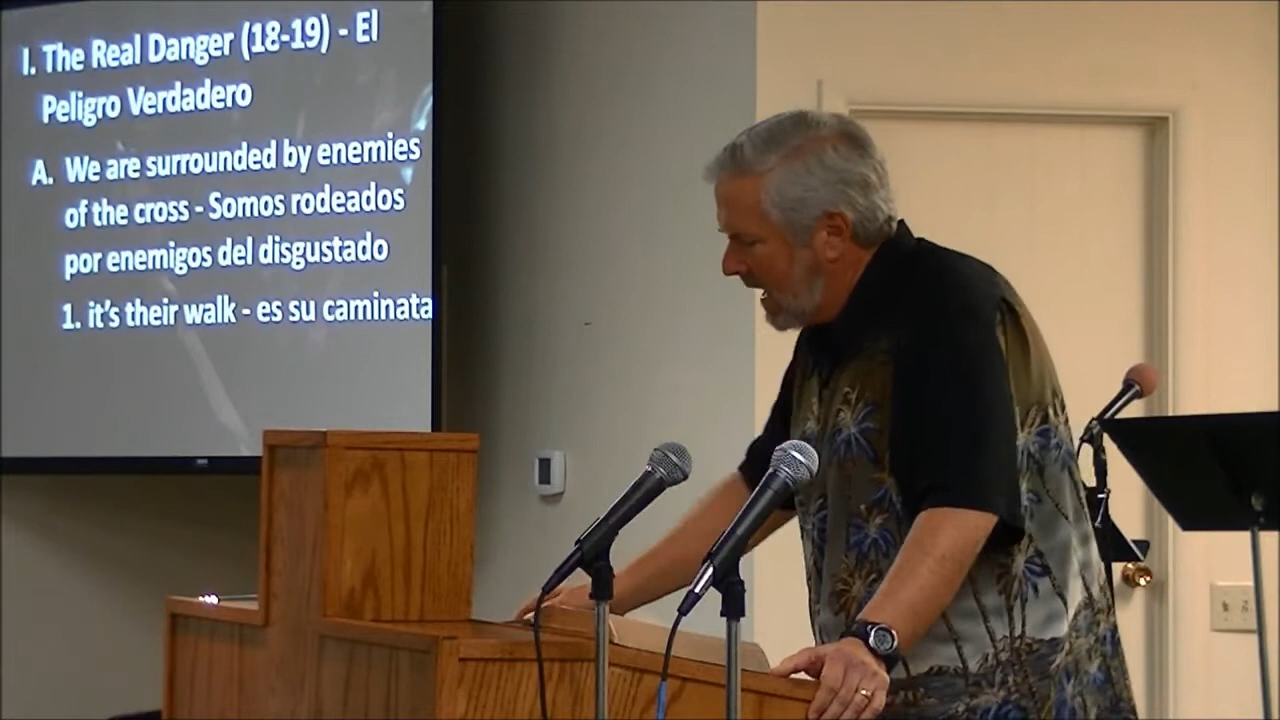 I. The Real Danger (18-19) - El
Peligro Verdadero
A. We are surrounded by enemies
of the cross - Somos rodeados
por enemigos del disgustado
1. it's their walk - es su caminata